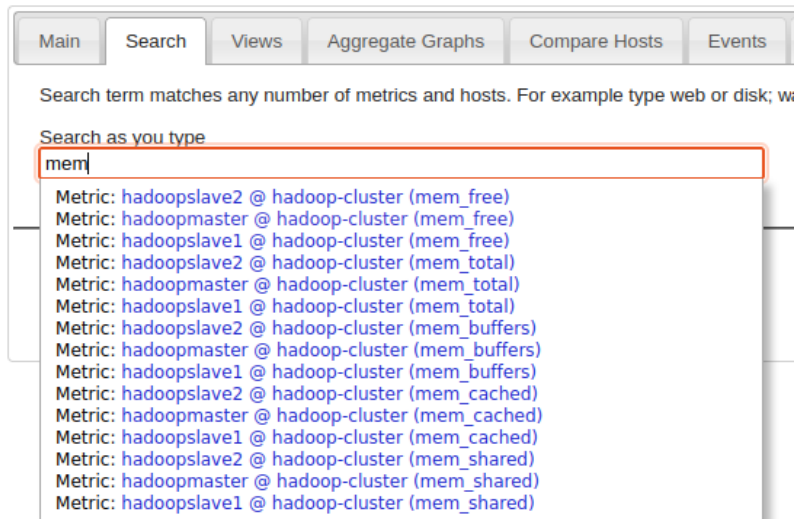 Main Search Views Aggregate Graphs Compare Hosts Events
Search term matches any number of metrics and hosts. For example type web or disk;
Search as you type
mem
Metric: hadoopslave2 @ hadoop-cluster (mem_free)
Metric: hadoopmaster @ hadoop-cluster (mem_free)
Metric: hadoopslave1 @ hadoop-cluster (mem_free)
Metric: hadoopslave2 @ hadoop-cluster (mem_total)
Metric: hadoopmaster @ hadoop-cluster (mem_total)
Metric: hadoopslave1 @ hadoop-cluster (mem_total)
Metric: hadoopslave2 @ hadoop-cluster (mem_buffers)
Metric: hadoopmaster @ hadoop-cluster (mem_buffers)
Metric: hadoopslave1 @ hadoop-cluster (mem_buffers)
Metric: hadoopslave2 @ hadoop-cluster (mem_cached)
Metric: hadoopmaster @ hadoop-cluster (mem_cached)
Metric: hadoopslave1 @ hadoop-cluster (mem_cached)
Metric: hadoopslave2 @ hadoop-cluster (mem_shared)
Metric: hadoopmaster @ hadoop-cluster (mem_shared)
Metric: hadoopslave1 @ hadoop-cluster (mem_shared)